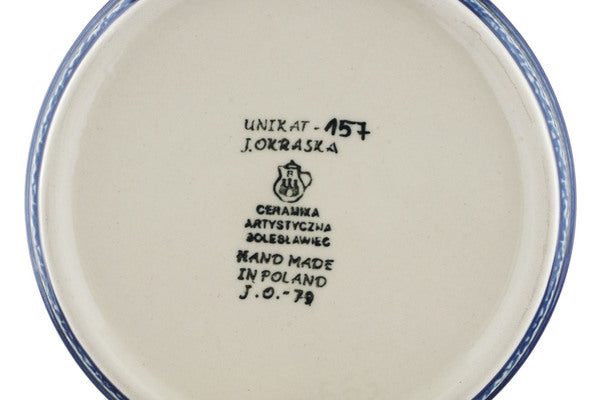 UNIKAT - 157
J. OKRASKA
R
CERAMIKA
ARTYSTYCZNA
BOLESŁAWIEC
HAND MADE
IN POLAND
J.O.-79